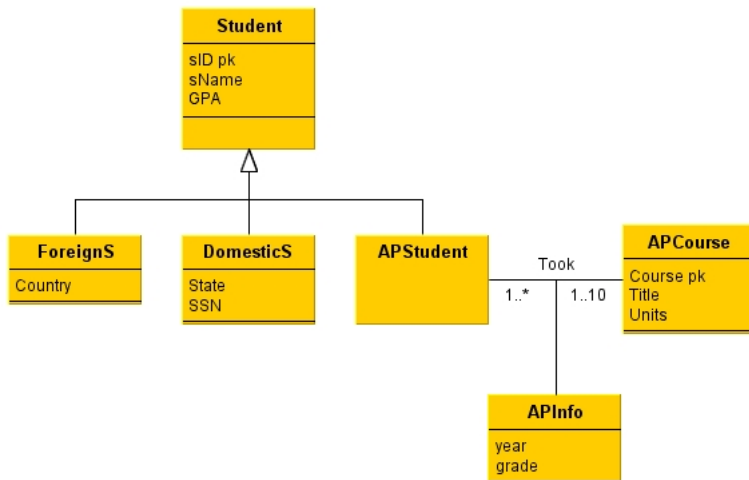 Student
sID pk
sName
GPA
ForeignS
Country
DomesticS
State
SSN
APStudent
Took
1..*
1..10
APCourse
Course pk
Title
Units
APInfo
year
grade